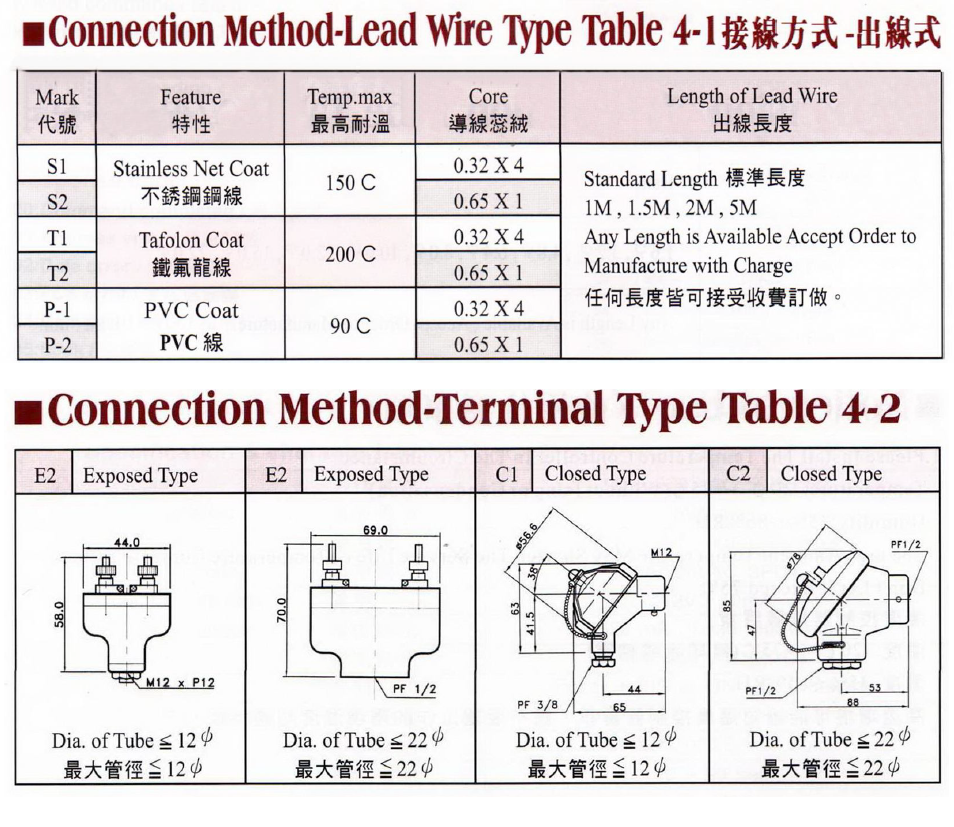 ■Connection Method-Lead Wire Type Table 4-1接線方式-出線式
Mark Feature Temp.max Core Length of Lead Wire
代號 特性 最高耐溫 導線蕊絨 出線長度
S1 Stainless Net Coat 不銹鋼鋼線 150 C 0.32 X 4
S2 0.65 X 1
T1 Tafolon Coat 鐵氟龍線 200 C 0.32 X 4
T2 0.65 X 1
P-1 PVC Coat PVC 線 90 C 0.32 X 4
P-2 0.65 X 1
Standard Length 標準長度
1M , 1.5M , 2M , 5M
Any Length is Available Accept Order to
Manufacture with Charge
任何長度皆可接受收費訂做。
■Connection Method-Terminal Type Table 4-2
E2 Exposed Type
44.0
58.0
M12 x P12
Dia. of Tube ≦ 12 ψ
最大管徑 ≦ 12 ψ
E2 Exposed Type
69.0
70.0
PF 1/2
Dia. of Tube ≦ 22 ψ
最大管徑 ≦ 22 ψ
C1 Closed Type
ø56.6
38°
M12
63
41.5
44
PF 3/8
65
Dia. of Tube ≦ 12 ψ
最大管徑 ≦ 12 ψ
C2 Closed Type
ø78
PF1/2
85
47
PF1/2
53
88
Dia. of Tube ≦ 22 ψ
最大管徑 ≦ 22 ψ